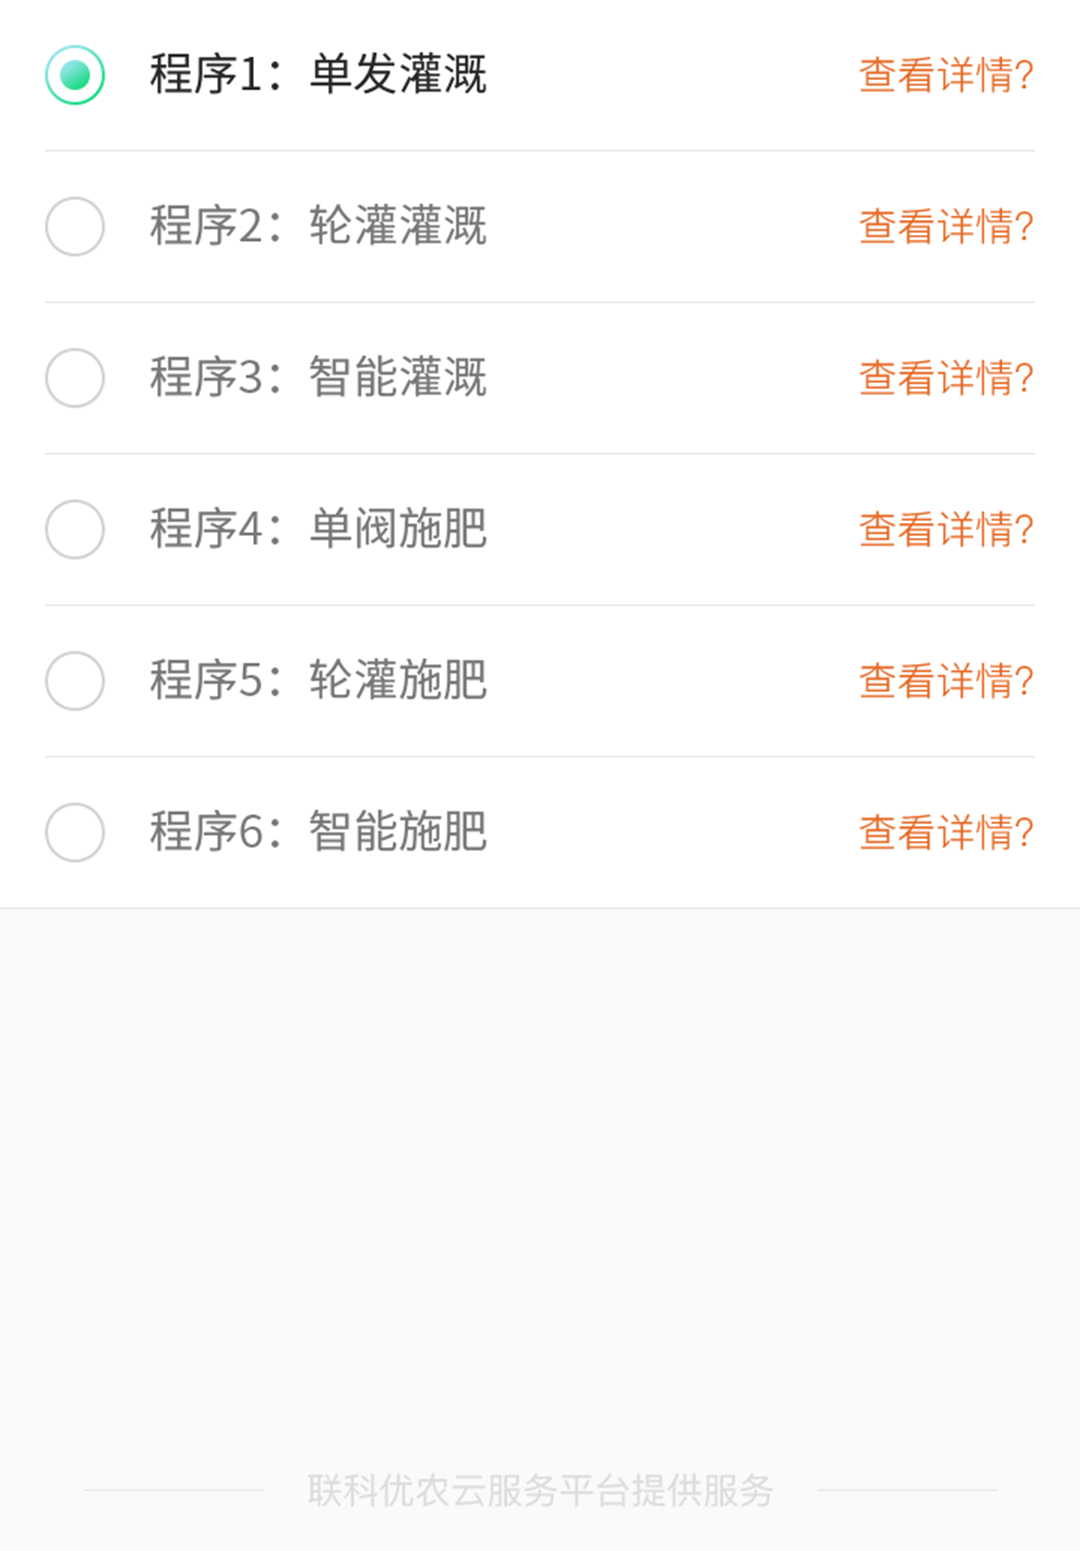 程序1：单发灌溉 查看详情?
程序2：轮灌灌溉 查看详情?
程序3：智能灌溉 查看详情?
程序4：单阀施肥 查看详情?
程序5：轮灌施肥 查看详情?
程序6：智能施肥 查看详情?
联科优农云服务平台提供服务